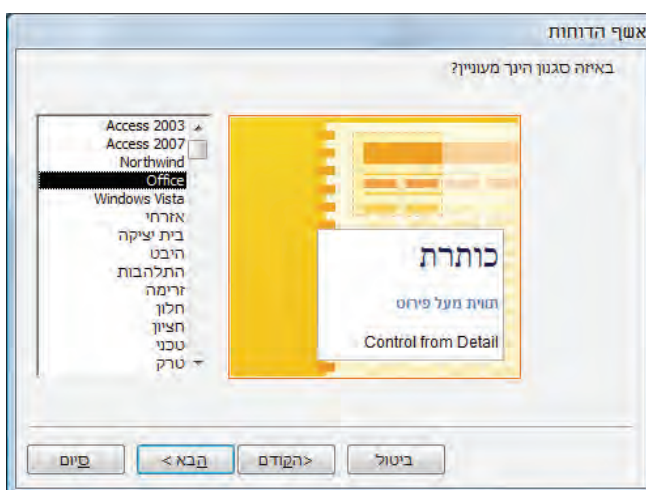 אשף הדוחות
באיזה סגנון הינך מעוניין?
Access 2003
Access 2007
Northwind
Office
Windows Vista
אזרחי
בית יציקה
היבט
התלהבות
זרימה
חלון
חציון
טכני
טרק
כותרת
תווית מעל פירוט
Control from Detail
ביטול
<הקודם
הבא >
סיום